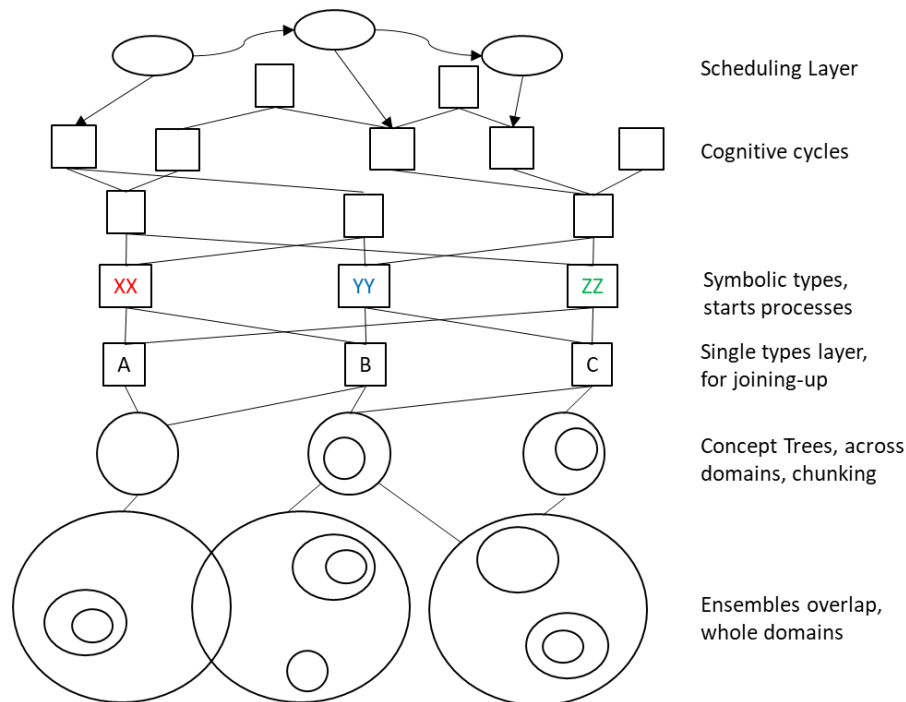 Scheduling Layer
Cognitive cycles
XX YY ZZ
Symbolic types,
starts processes
A B C
Single types layer,
for joining-up
Concept Trees, across
domains, chunking
Ensembles overlap,
whole domains